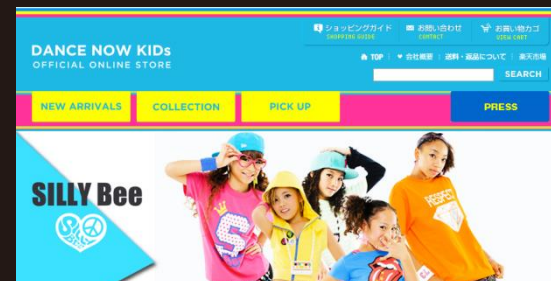 ショッピングガイド
SHOPPING GUIDE
お問い合わせ
CONTACT
お買い物カゴ
VIEW CART
DANCE NOW KIDs
OFFICIAL ONLINE STORE
TOP
会社概要
送料・返品について
楽天市場
SEARCH
NEW ARRIVALS
COLLECTION
PICK UP
PRESS
SILLY Bee
S
RESPECT